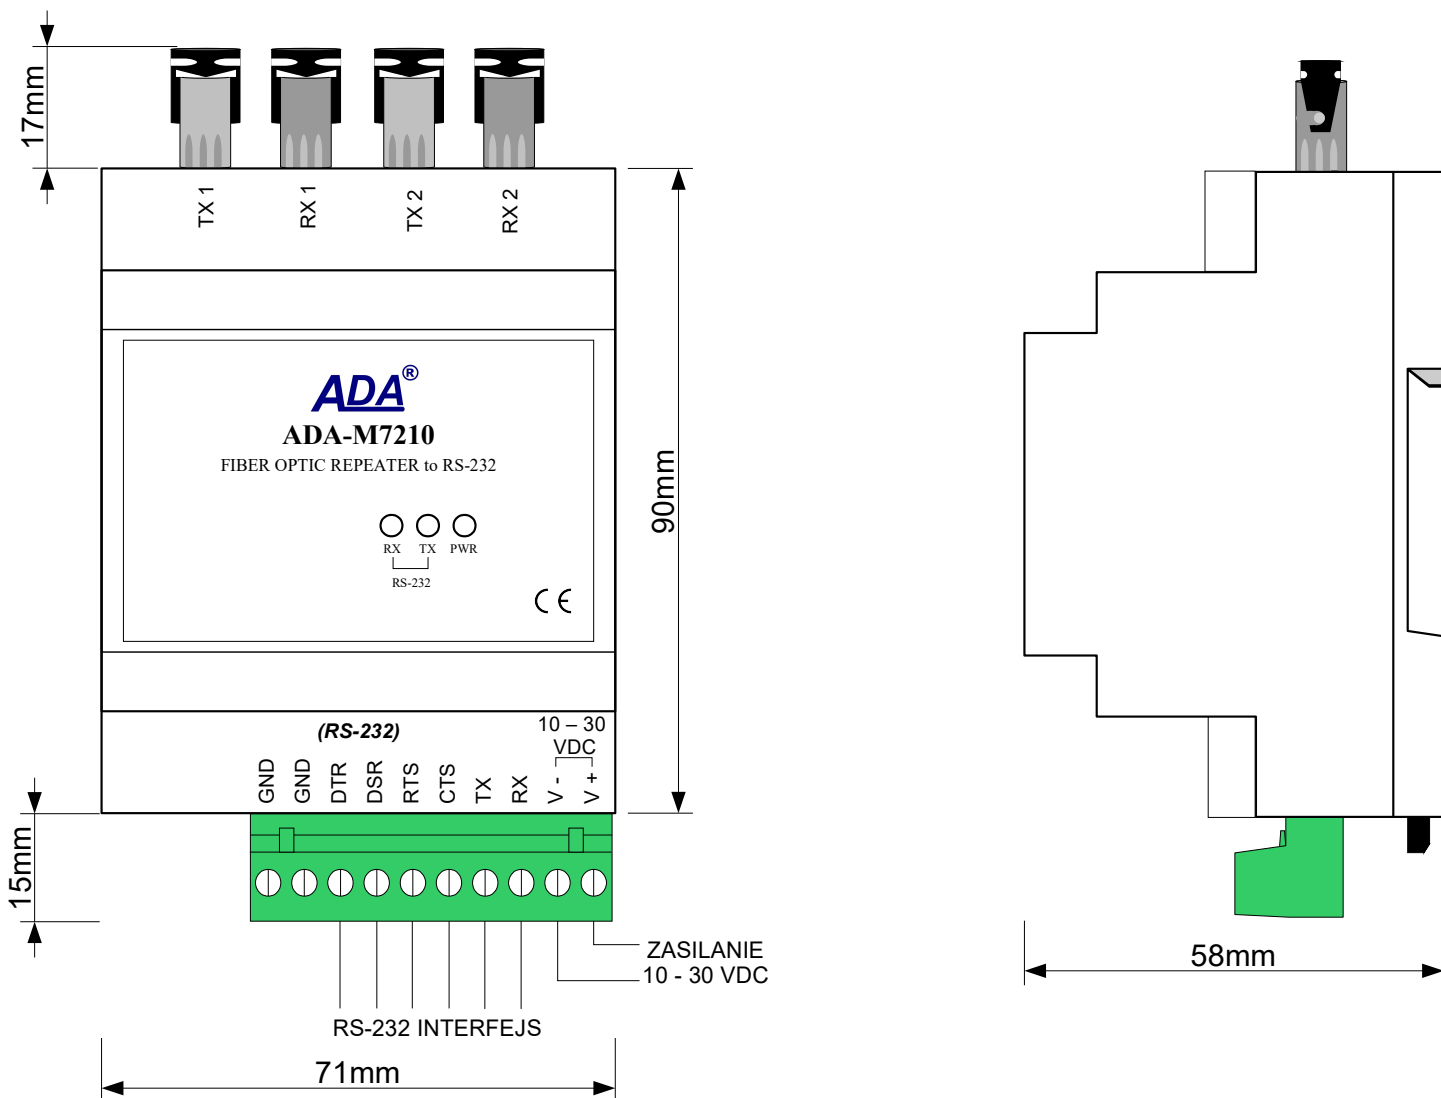 17mm
TX 1
RX 1
TX 2
RX 2
ADA®
ADA-M7210
FIBER OPTIC REPEATER to RS-232
RX TX PWR
RS-232
CE
90mm
(RS-232)
10 – 30
VDC
GND
GND
DTR
DSR
RTS
CTS
TX
RX
V -
V +
15mm
ZASILANIE
10 - 30 VDC
RS-232 INTERFEJS
71mm
58mm